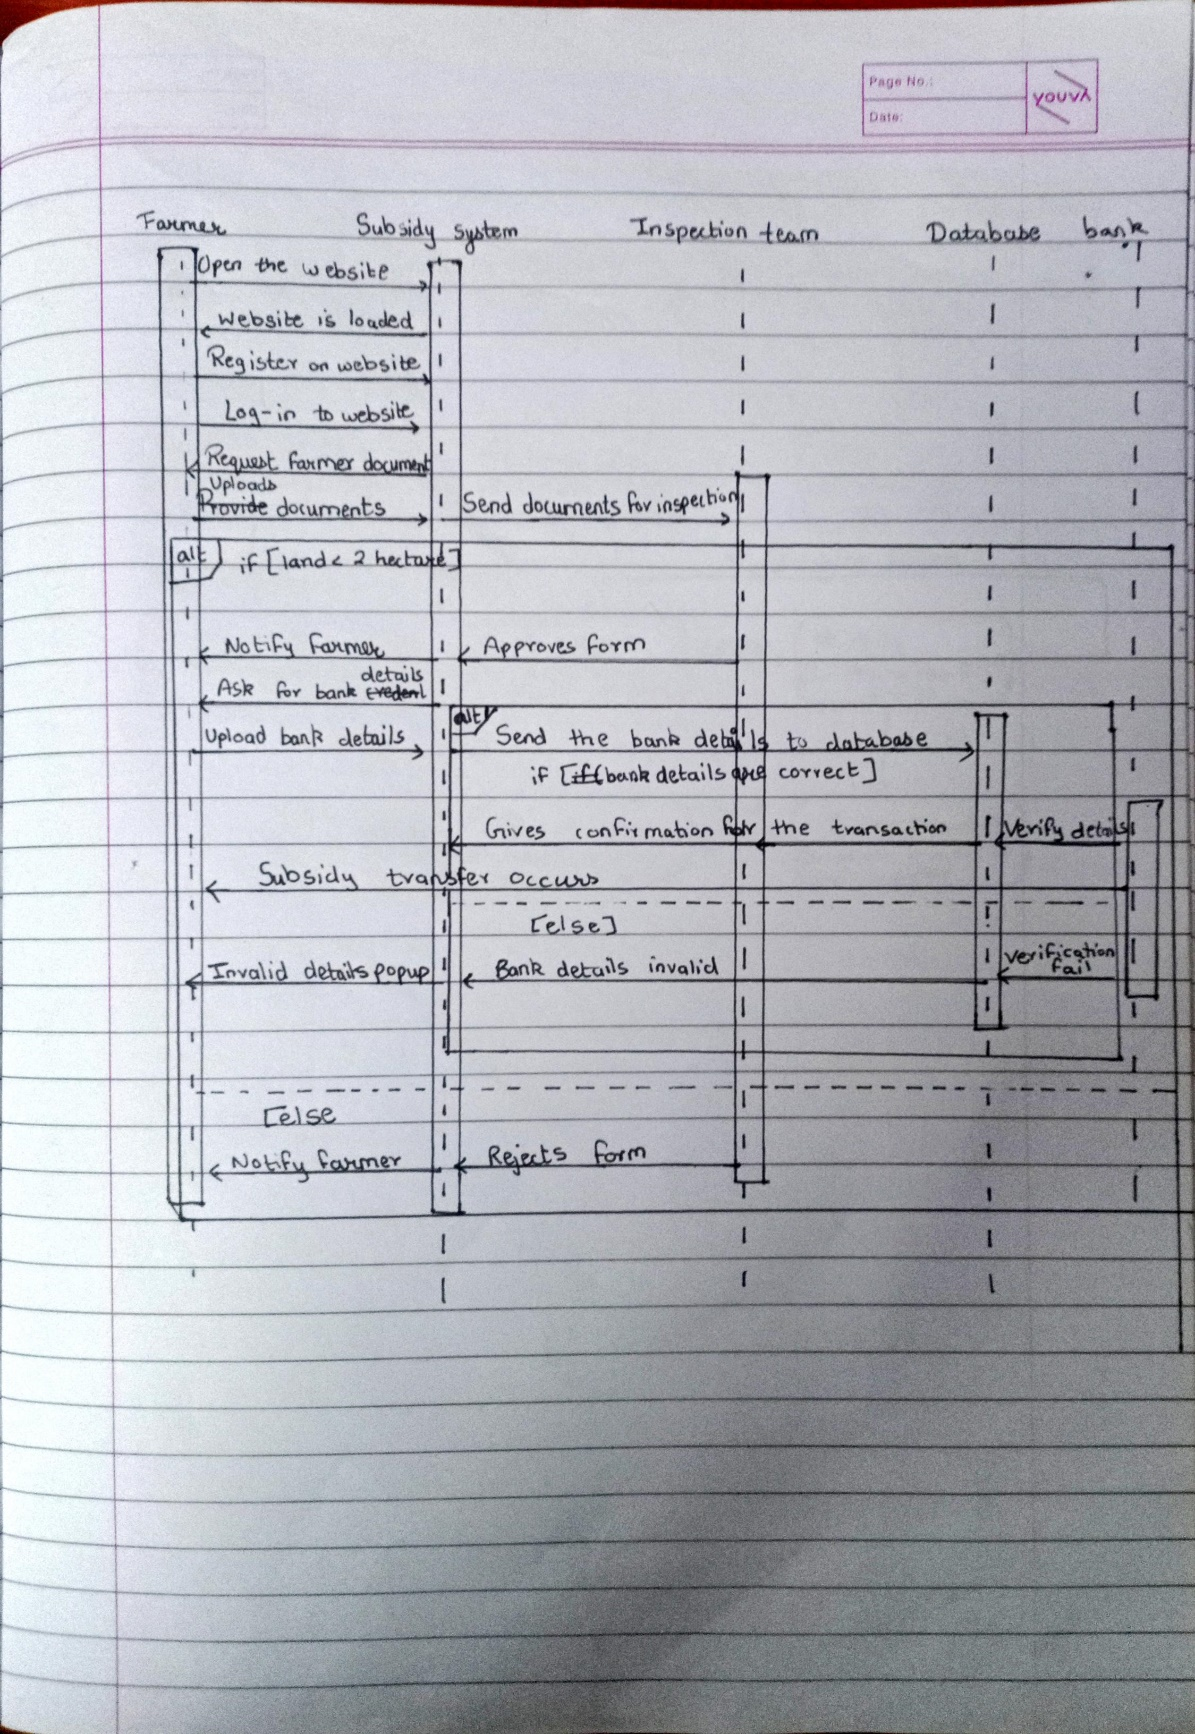 Page No.:
Date:
youva
Farmer Subsidy system Inspection team Database bank
Open the website
Website is loaded
Register on website
Log-in to website
Request farmer document
Uploads
Provide documents Send documents for inspection
alt if [land < 2 hectare]
Notify farmer Approves form
details
Ask for bank credenl
alt
Upload bank details Send the bank details to database
if [if( bank details are correct]
Gives confirmation for the transaction Verify details
Subsidy transfer occurs
[else]
Invalid details popup Bank details invalid verification
fail
[else
Notify farmer Rejects form